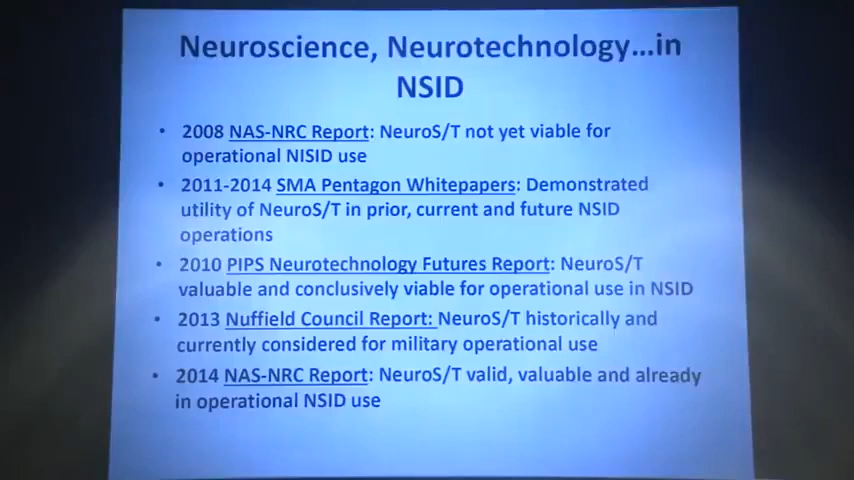 Neuroscience, Neurotechnology...in
NSID
• 2008 NAS-NRC Report: NeuroS/T not yet viable for
operational NISID use
• 2011-2014 SMA Pentagon Whitepapers: Demonstrated
utility of NeuroS/T in prior, current and future NSID
operations
• 2010 PIPS Neurotechnology Futures Report: NeuroS/T
valuable and conclusively viable for operational use in NSID
• 2013 Nuffield Council Report: NeuroS/T historically and
currently considered for military operational use
• 2014 NAS-NRC Report: NeuroS/T valid, valuable and already
in operational NSID use